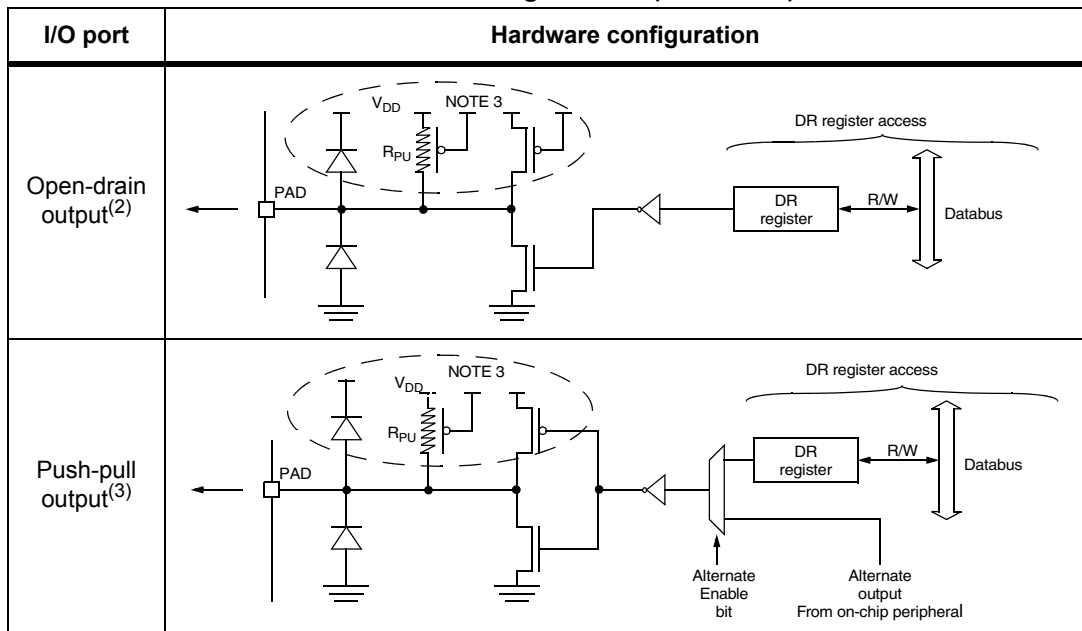 I/O port
Hardware configuration
Open-drain
output(2)
VDD
NOTE 3
RPU
PAD
DR register access
DR
register
R/W
Databus
Push-pull
output(3)
VDD
NOTE 3
RPU
PAD
DR register access
DR
register
R/W
Databus
Alternate
Enable
bit
Alternate
output
From on-chip peripheral